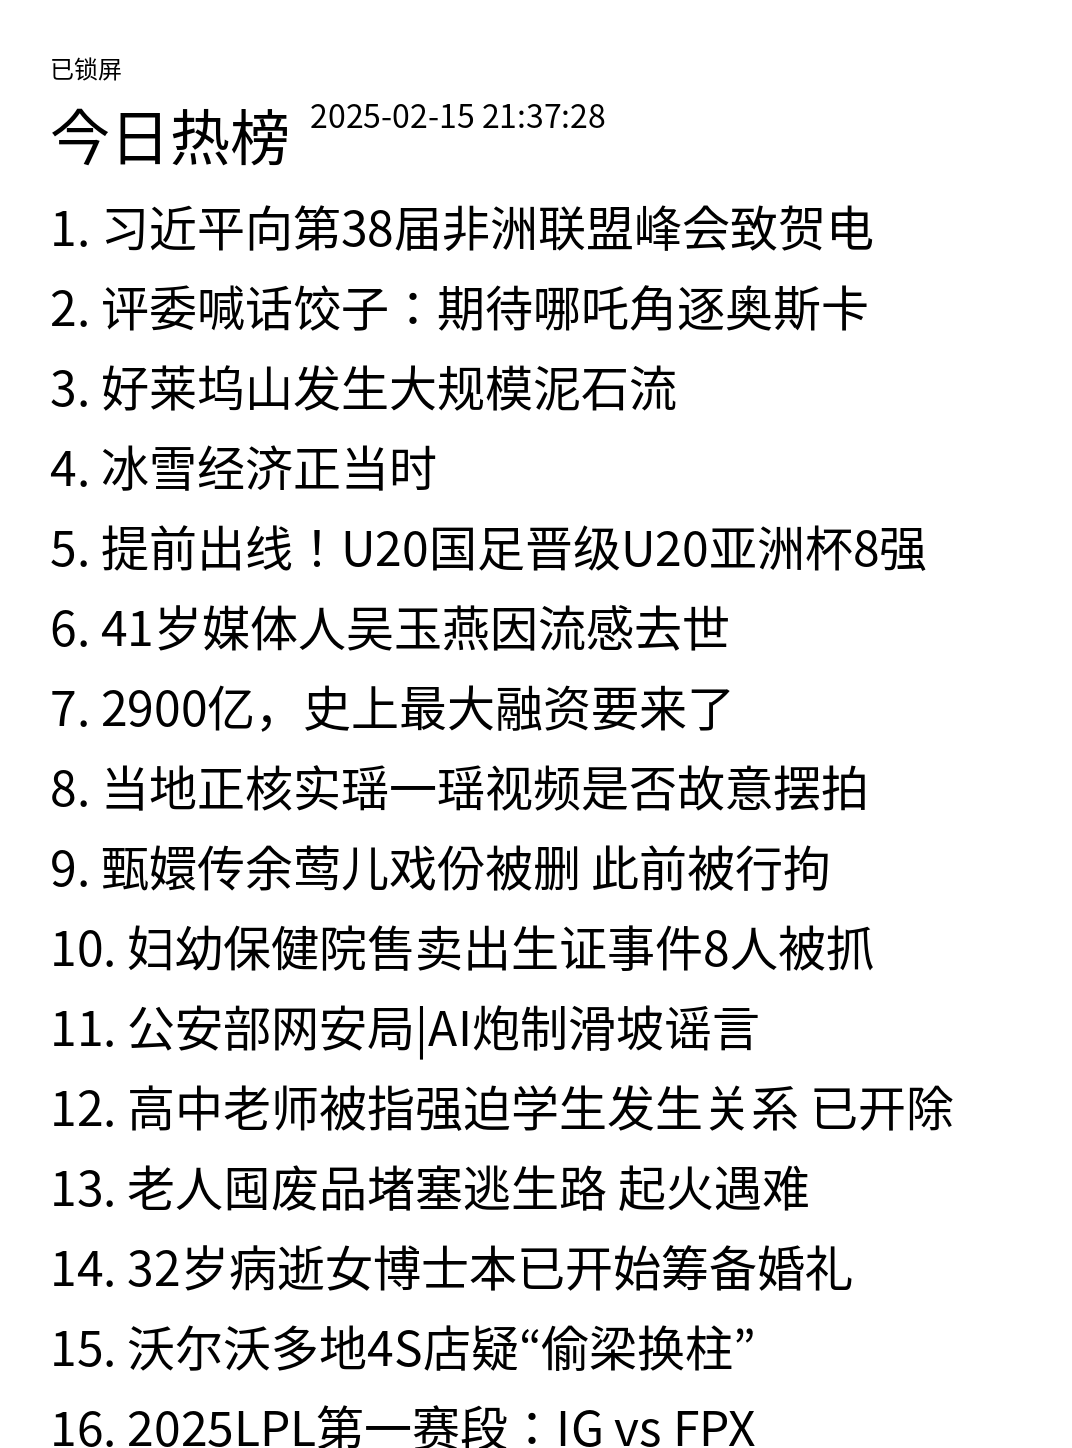 已锁屏
今日热榜 2025-02-15 21:37:28
1. 习近平向第38届非洲联盟峰会致贺电
2. 评委喊话饺子：期待哪吒角逐奥斯卡
3. 好莱坞山发生大规模泥石流
4. 冰雪经济正当时
5. 提前出线！U20国足晋级U20亚洲杯8强
6. 41岁媒体人吴玉燕因流感去世
7. 2900亿，史上最大融资要来了
8. 当地正核实瑶一瑶视频是否故意摆拍
9. 甄嬛传余莺儿戏份被删 此前被行拘
10. 妇幼保健院售卖出生证事件8人被抓
11. 公安部网安局|AI炮制滑坡谣言
12. 高中老师被指强迫学生发生关系 已开除
13. 老人囤废品堵塞逃生路 起火遇难
14. 32岁病逝女博士本已开始筹备婚礼
15. 沃尔沃多地4S店疑“偷梁换柱”
16. 2025LPL第一赛段：IG vs FPX